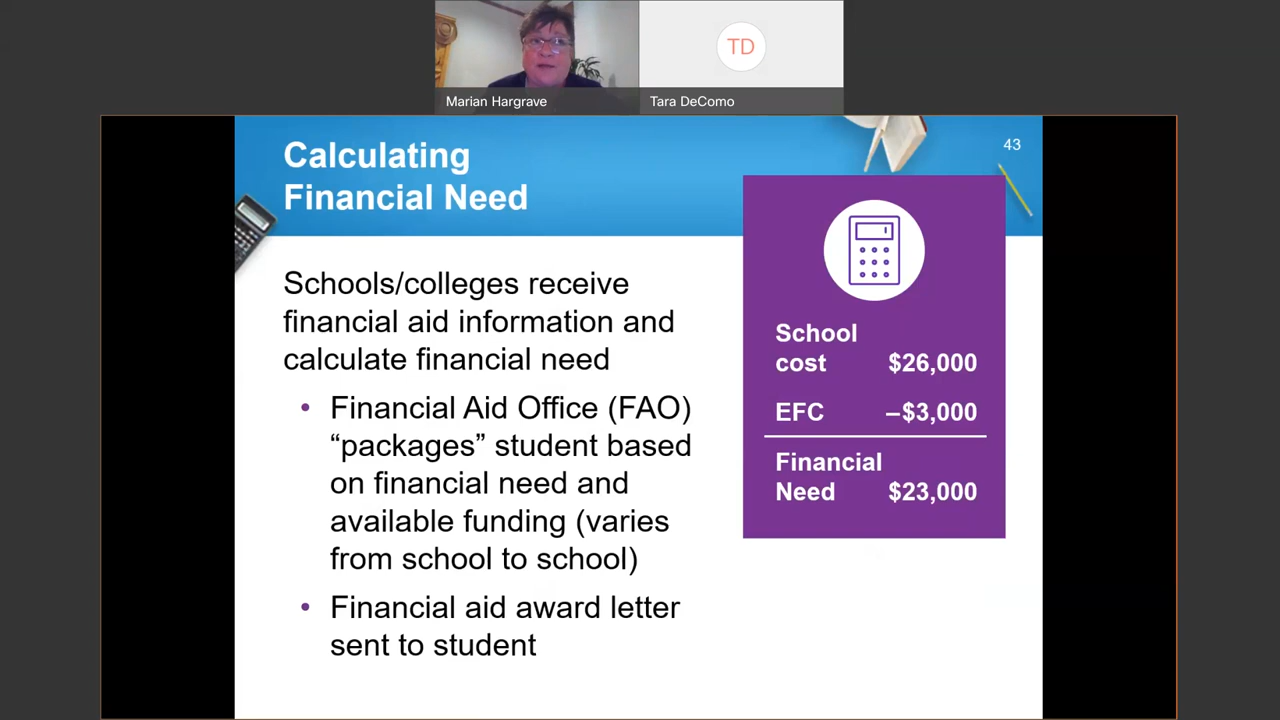 TD
Marian Hargrave
Tara DeComo
Calculating
Financial Need
43
Schools/colleges receive
financial aid information and
calculate financial need
• Financial Aid Office (FAO)
“packages” student based
on financial need and
available funding (varies
from school to school)
• Financial aid award letter
sent to student
School
cost $26,000
EFC –$3,000
Financial
Need $23,000